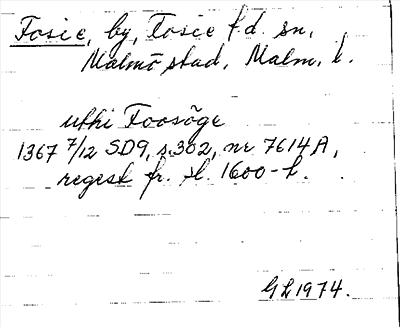 Fosie, by, Fosie f.d. sn,
Malmö stad, Malm. l.
uthi Foosöge
1367 7/12 SD9, s. 302, nr 7614A,
regest fr. sl. 1600-t.
GL1974.